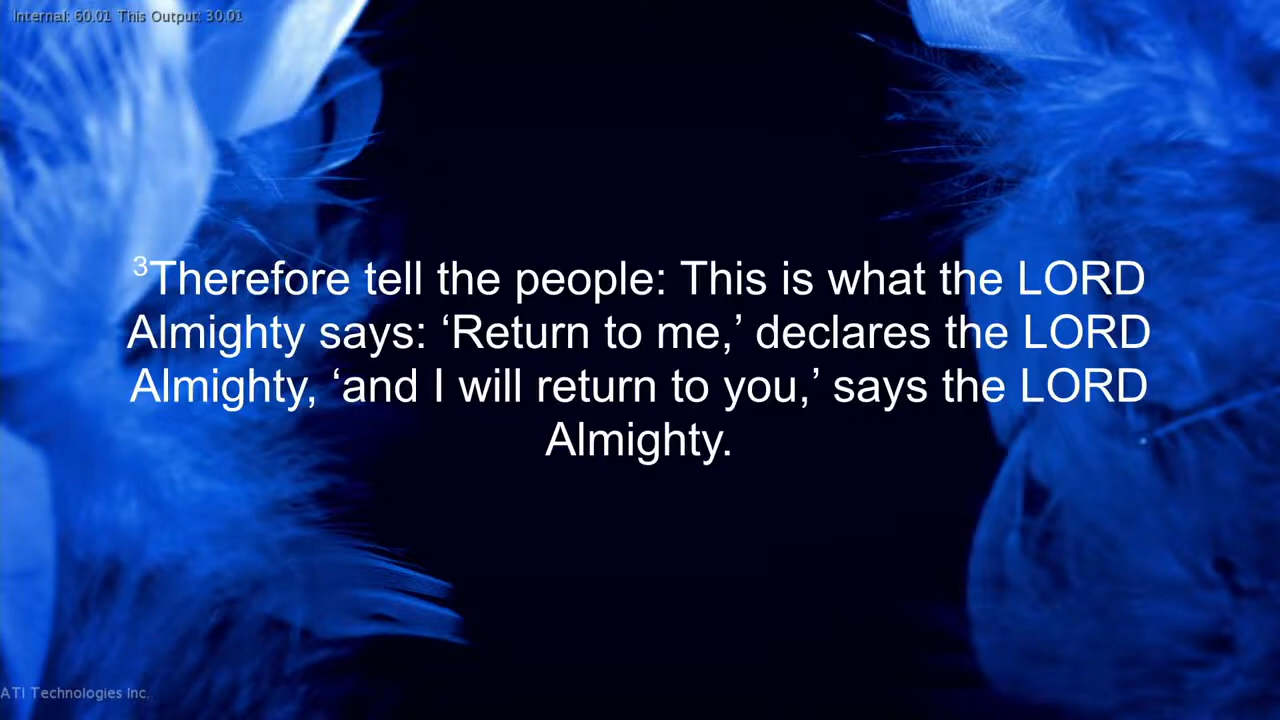 Internal: 60.01 This Output: 30.01
³Therefore tell the people: This is what the LORD
Almighty says: ‘Return to me,’ declares the LORD
Almighty, ‘and I will return to you,’ says the LORD
Almighty.
ATI Technologies Inc.